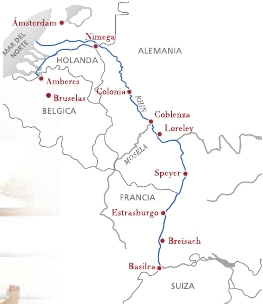 Ámsterdam
MAR DEL
NORTE
Nimega
ALEMANIA
HOLANDA
Amberes
Colonia
RHIN
Bruselas
BELGICA
Coblenza
Loreley
MOSELA
Speyer
FRANCIA
Estrasburgo
Breisach
Basilea
SUIZA